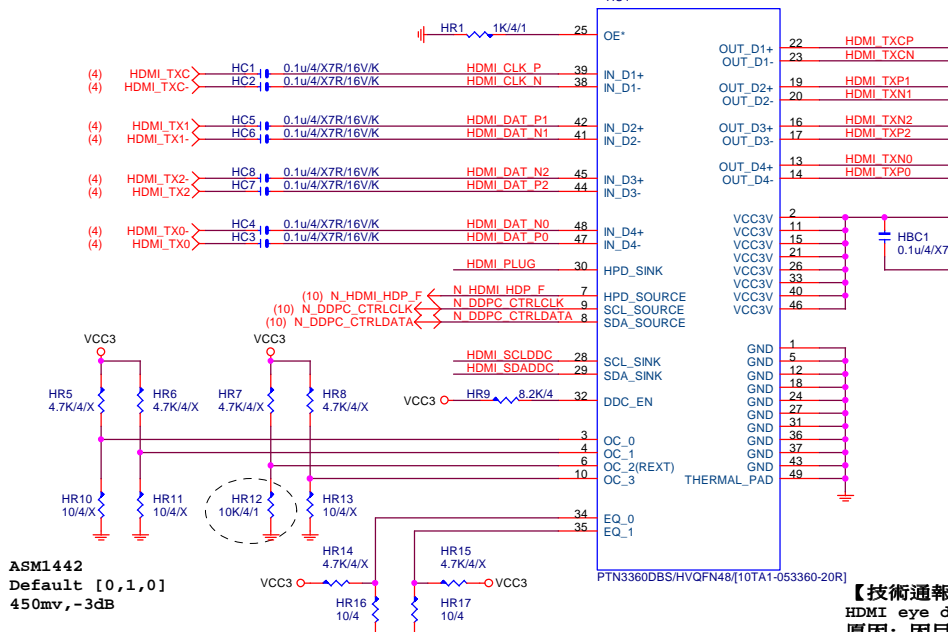 HR1 1K/4/1 25 OE*
22 HDMI_TXCP
OUT_D1+
23 HDMI_TXCN
OUT_D1-
(4) HDMI_TXC HC1 0.1u/4/X7R/16V/K HDMI_CLK_P 39 IN_D1+
(4) HDMI_TXC- HC2 0.1u/4/X7R/16V/K HDMI_CLK_N 38 IN_D1-
OUT_D2+ 19 HDMI_TXP1
OUT_D2- 20 HDMI_TXN1
(4) HDMI_TX1 HC5 0.1u/4/X7R/16V/K HDMI_DAT_P1 42 IN_D2+
(4) HDMI_TX1- HC6 0.1u/4/X7R/16V/K HDMI_DAT_N1 41 IN_D2-
OUT_D3+ 16 HDMI_TXN2
OUT_D3- 17 HDMI_TXP2
(4) HDMI_TX2- HC8 0.1u/4/X7R/16V/K HDMI_DAT_N2 45 IN_D3+
(4) HDMI_TX2 HC7 0.1u/4/X7R/16V/K HDMI_DAT_P2 44 IN_D3-
OUT_D4+ 13 HDMI_TXN0
OUT_D4- 14 HDMI_TXP0
(4) HDMI_TX0- HC4 0.1u/4/X7R/16V/K HDMI_DAT_N0 48 IN_D4+
(4) HDMI_TX0 HC3 0.1u/4/X7R/16V/K HDMI_DAT_P0 47 IN_D4-
VCC3V 2
VCC3V 11
VCC3V 15
VCC3V 21
VCC3V 26
VCC3V 33
VCC3V 40
VCC3V 46
HBC1
0.1u/4/X7
HDMI_PLUG 30 HPD_SINK
(10) N_HDMI_HDP_F N_HDMI_HDP_F 7 HPD_SOURCE
(10) N_DDPC_CTRLCLK N_DDPC_CTRLCLK 9 SCL_SOURCE
(10) N_DDPC_CTRLDATA N_DDPC_CTRLDATA 8 SDA_SOURCE
HDMI_SCLDDC 28 SCL_SINK
HDMI_SDADDC 29 SDA_SINK
VCC3 HR9 8.2K/4 32 DDC_EN
GND 1
GND 5
GND 12
GND 18
GND 24
GND 27
GND 31
GND 36
GND 37
GND 43
THERMAL_PAD 49
VCC3 VCC3
HR5 HR6 HR7 HR8
4.7K/4/X 4.7K/4/X 4.7K/4/X 4.7K/4/X
3 OC_0
4 OC_1
6 OC_2(REXT)
10 OC_3
HR10 HR11 HR12 HR13
10/4/X 10/4/X 10K/4/1 10/4/X
34 EQ_0
35 EQ_1
HR14 HR15
4.7K/4/X 4.7K/4/X
VCC3 VCC3
HR16 HR17
10/4 10/4
PTN3360DBS/HVQFN48/[10TA1-053360-20R]
ASM1442
Default [0,1,0]
450mv,-3dB
【技術通報
HDMI eye d